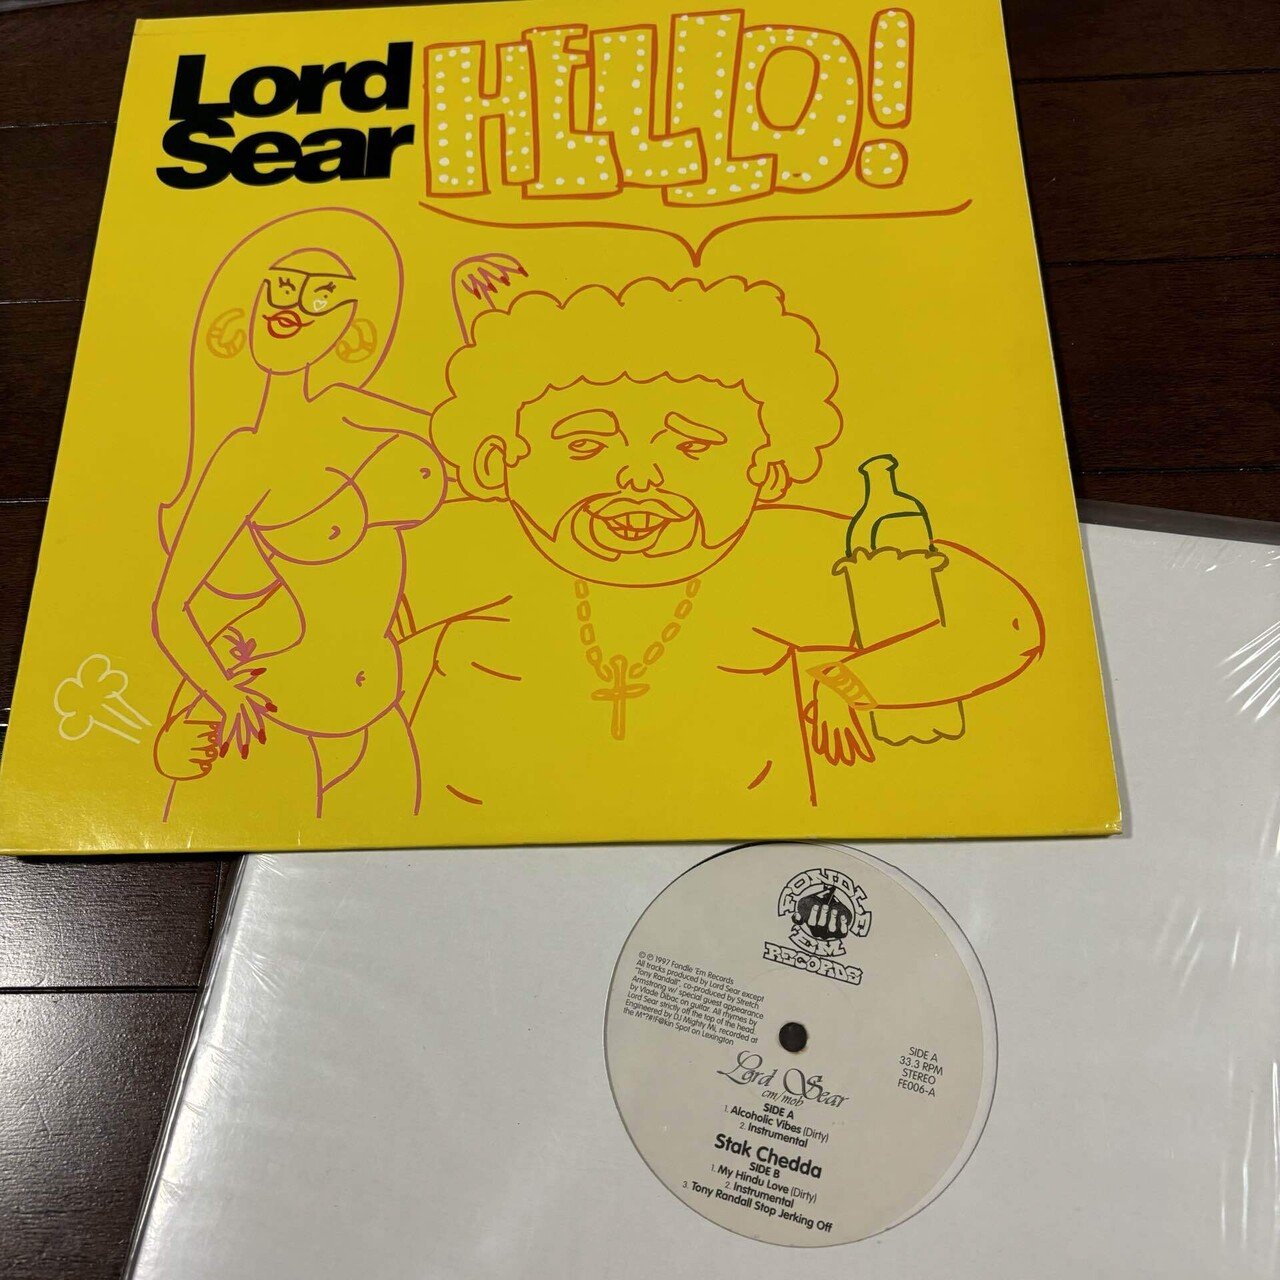 Lord
Sear
HELLO!
FONDLE
'EM
RECORDS
© ℗ 1997 Fondle 'Em Records
All tracks produced by Lord Sear except
"Tony Randall". co-produced by Stretch
Armstrong w/ special guest appearance
by Vlade Dibac on guitar. All rhymes by
Lord Sear strictly off the top of the head.
Engineered by DJ Mighty Mi, recorded at
the M*?#!F@kin Spot on Lexington
SIDE A
33.3 RPM
STEREO
FE006-A
Lord Sear
cm/mob
SIDE A
1. Alcoholic Vibes (Dirty)
2. Instrumental
Stak Chedda
SIDE B
1. My Hindu Love (Dirty)
2. Instrumental
3. Tony Randall Stop Jerking Off